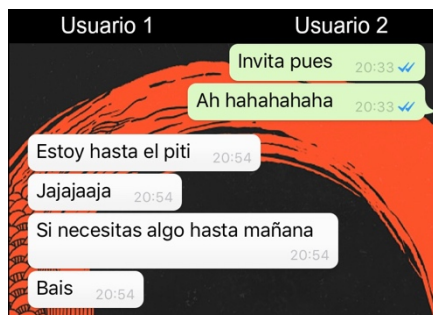 Usuario 1 Usuario 2
Invita pues 20:33
Ah hahahahaha 20:33
Estoy hasta el piti 20:54
Jajajaaja 20:54
Si necesitas algo hasta mañana
20:54
Bais 20:54